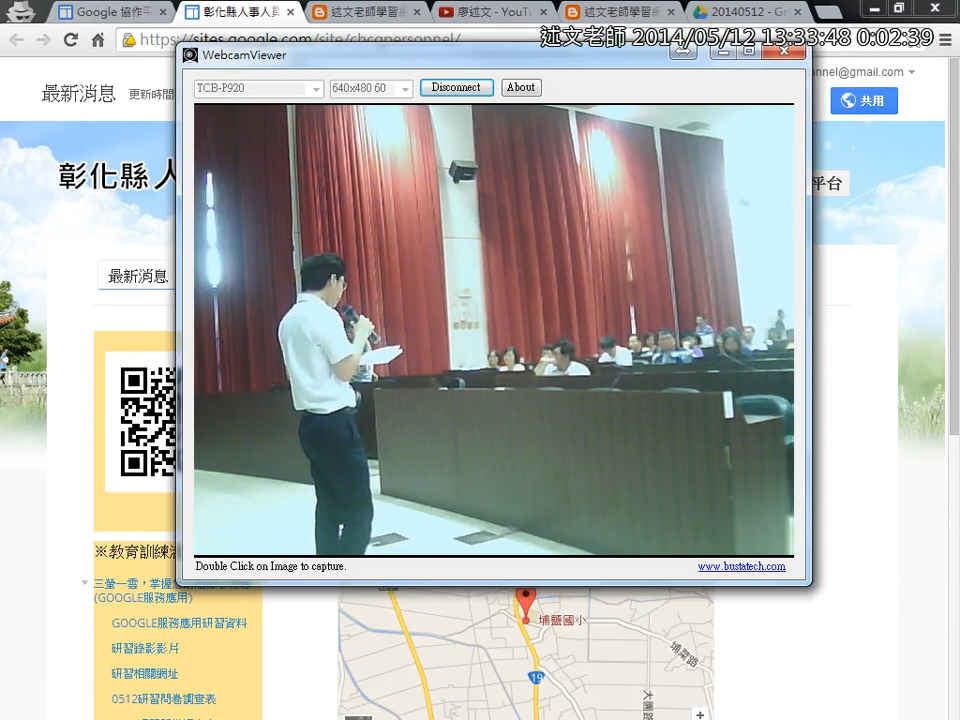 Google 協作平
彰化縣人事人員
述文老師學習網
廖述文 - YouTu
述文老師學習網
20140512 - Go
https://sites.google.com/site/chcgpersonnel/
述文老師 2014/05/12 13:33:48 0:02:39
WebcamViewer
TCB-P920
640x480 60
Disconnect
About
onnel@gmail.com
最新消息
更新時間
共用
彰化縣人
平台
最新消息
※教育訓練
三螢一雲，掌握
(GOOGLE服務應用)
GOOGLE服務應用研習資料
研習錄影影片
研習相關網址
0512研習問卷調查表
Double Click on Image to capture.
www.bustatech.com
埔鹽國小
埔菜路
19